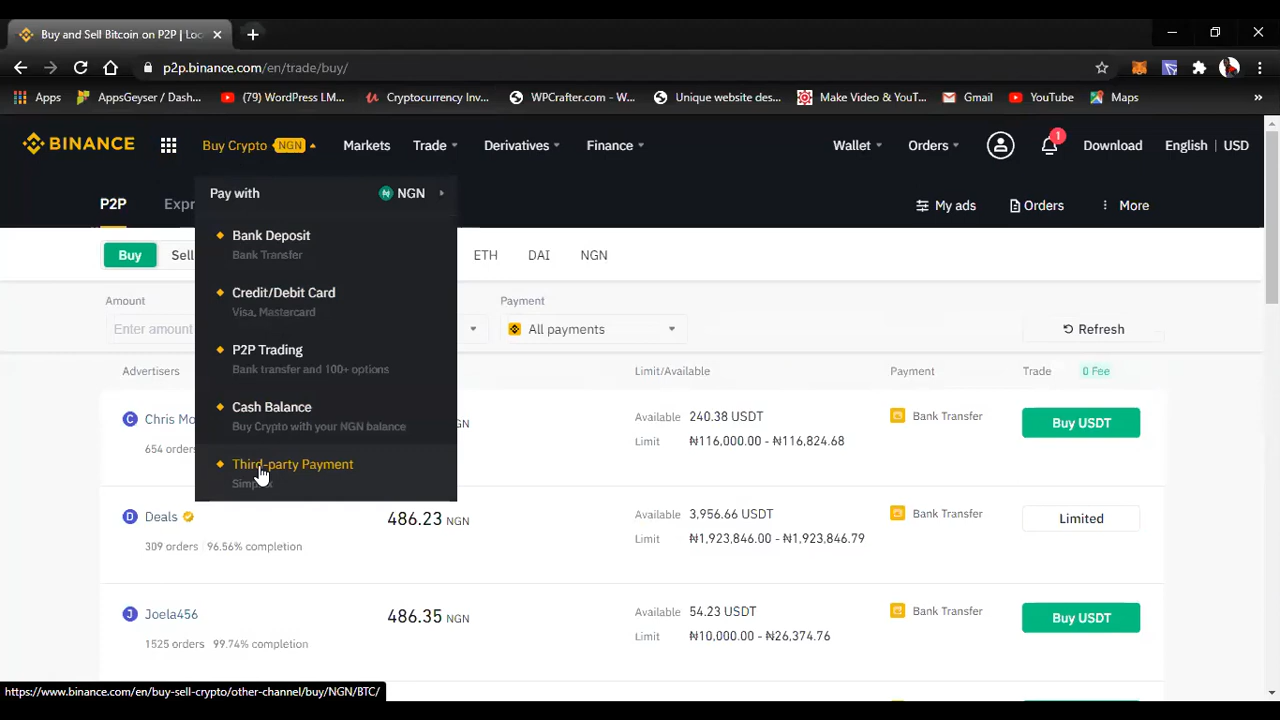 Buy and Sell Bitcoin on P2P | Loc
p2p.binance.com/en/trade/buy/
Apps
AppsGeyser / Dash...
(79) WordPress LM...
Cryptocurrency Inv...
WPCrafter.com - W...
Unique website des...
Make Video & YouT...
Gmail
YouTube
Maps
»
BINANCE
Buy Crypto NGN
Markets
Trade
Derivatives
Finance
Wallet
Orders
1
Download
English | USD
P2P
Expr
My ads
Orders
More
Pay with NGN
Bank Deposit
Bank Transfer
Credit/Debit Card
Visa, Mastercard
P2P Trading
Bank transfer and 100+ options
Cash Balance
Buy Crypto with your NGN balance
Third-party Payment
Buy
Sell
ETH
DAI
NGN
Amount
Enter amount
Payment
All payments
Refresh
Advertisers
Limit/Available
Payment
Trade 0 Fee
C Chris Mo
654 orders
GN
Available 240.38 USDT
Limit ₦116,000.00 - ₦116,824.68
Bank Transfer
Buy USDT
D Deals
309 orders | 96.56% completion
486.23 NGN
Available 3,956.66 USDT
Limit ₦1,923,846.00 - ₦1,923,846.79
Bank Transfer
Limited
J Joela456
1525 orders | 99.74% completion
486.35 NGN
Available 54.23 USDT
Limit ₦10,000.00 - ₦26,374.76
Bank Transfer
Buy USDT
https://www.binance.com/en/buy-sell-crypto/other-channel/buy/NGN/BTC/